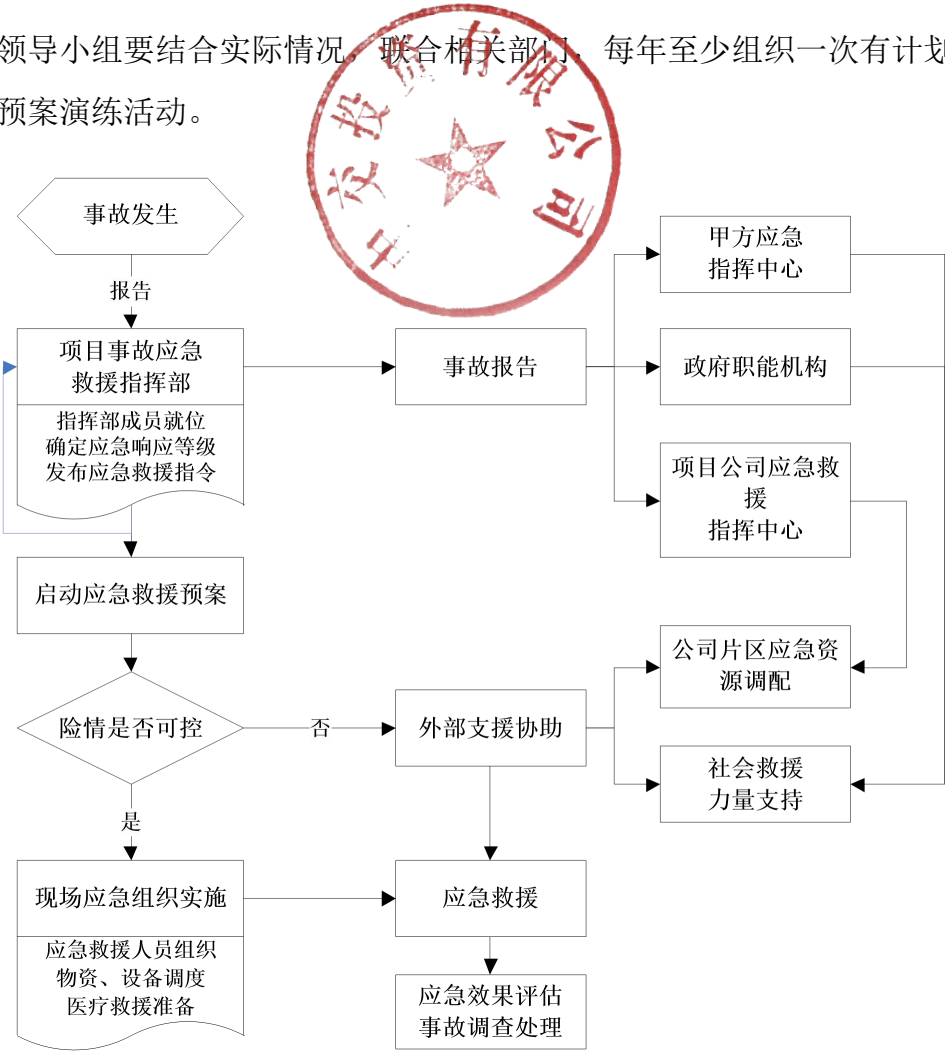 领导小组要结合实际情况，联合相关部门，每年至少组织一次有计划
预案演练活动。
中交投资有限公司
事故发生
报告
项目事故应急
救援指挥部
指挥部成员就位
确定应急响应等级
发布应急救援指令
事故报告
甲方应急
指挥中心
政府职能机构
项目公司应急救
援
指挥中心
启动应急救援预案
险情是否可控
否
外部支援协助
公司片区应急资
源调配
社会救援
力量支持
是
现场应急组织实施
应急救援人员组织
物资、设备调度
医疗救援准备
应急救援
应急效果评估
事故调查处理